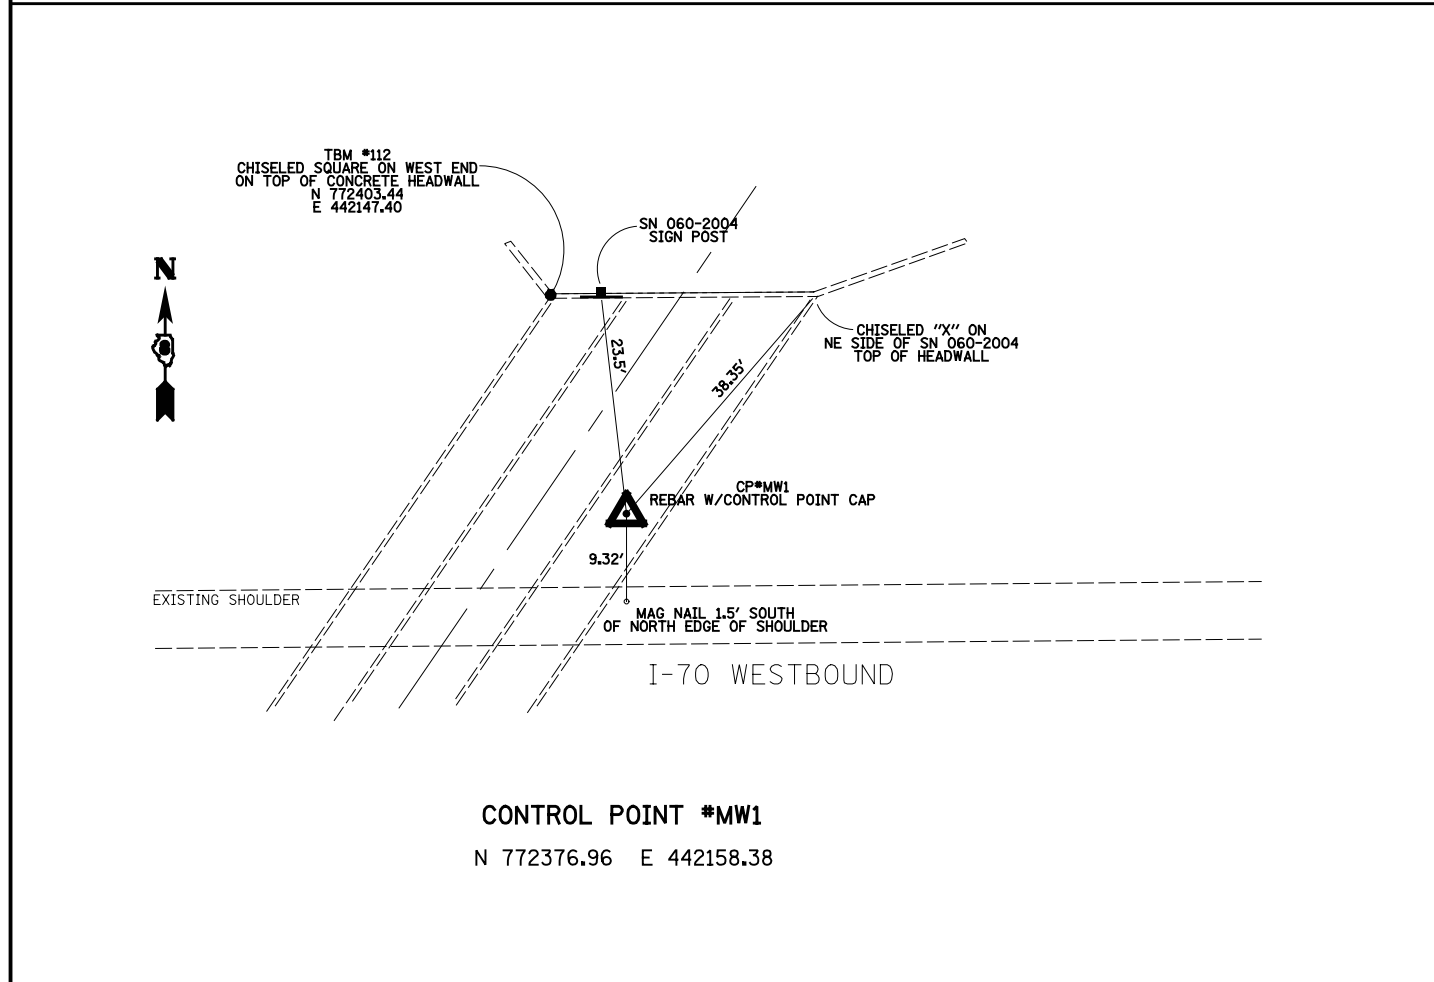 TBM #112
CHISELED SQUARE ON WEST END
ON TOP OF CONCRETE HEADWALL
N 772403.44
E 442147.40
SN 060-2004
SIGN POST
N
CHISELED "X" ON
NE SIDE OF SN 060-2004
TOP OF HEADWALL
23.5'
38.35'
CP#MW1
REBAR W/CONTROL POINT CAP
9.32'
EXISTING SHOULDER
MAG NAIL 1.5' SOUTH
OF NORTH EDGE OF SHOULDER
I-70 WESTBOUND
CONTROL POINT #MW1
N 772376.96 E 442158.38